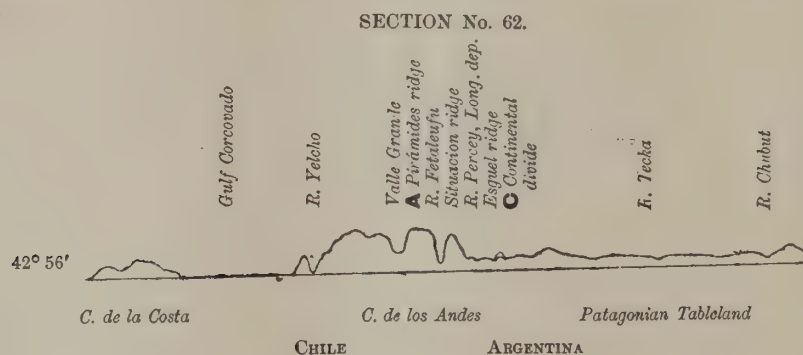 SECTION No. 62.
Gulf Corcovado
R. Yelcho
Valle Grande
A Pirámides ridge
R. Fetaleufu
Situacion ridge
R. Percey, Long. dep.
Esguel ridge
C Continental
divide
R. Tecka
R. Chubut
42° 56′
C. de la Costa
C. de los Andes
Patagonian Tableland
CHILE
ARGENTINA